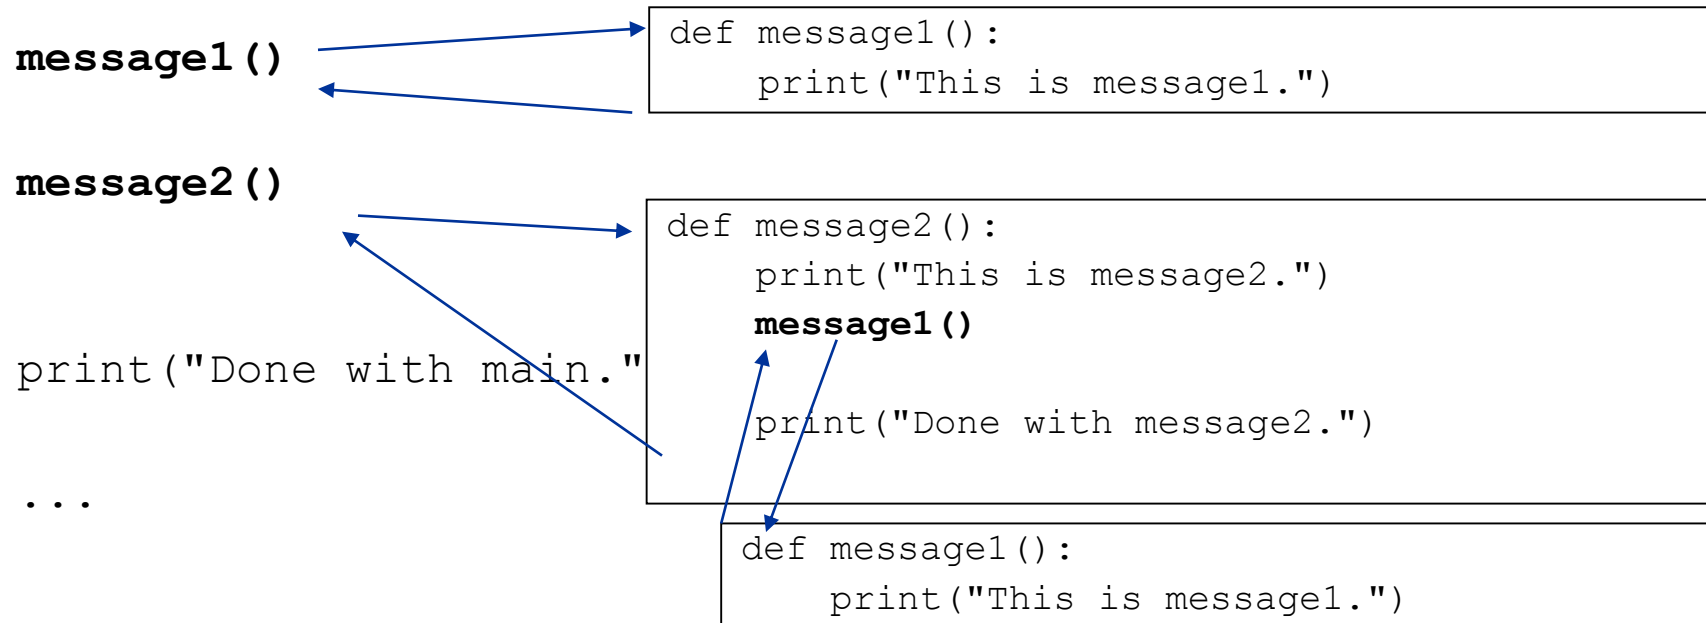 message1()
def message1():
    print("This is message1.")
message2()
def message2():
    print("This is message2.")
    message1()
    print("Done with message2.")
print("Done with main."
...
def message1():
    print("This is message1.")